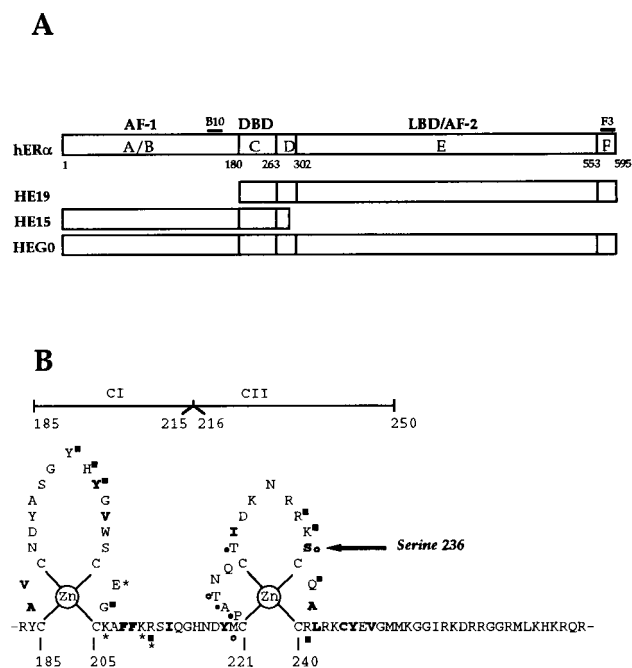 A
AF-1 B10 DBD LBD/AF-2 F3
hERα A/B C D E F
1 180 263 302 553 595
HE19
HE15
HEG0
B
CI CII
185 215 216 250
Y H
G Y N
S G K R
A V D R
Y W I K
D S T S Serine 236
N C C Q C C
V E* N Q
Zn T Zn
A G A P A
-RYC CKAFFKRSIQGHNDYMC CRLRKCYEVGMMKGGIRKDRRGGRMLKHKRQR-
* *
185 205 221 240